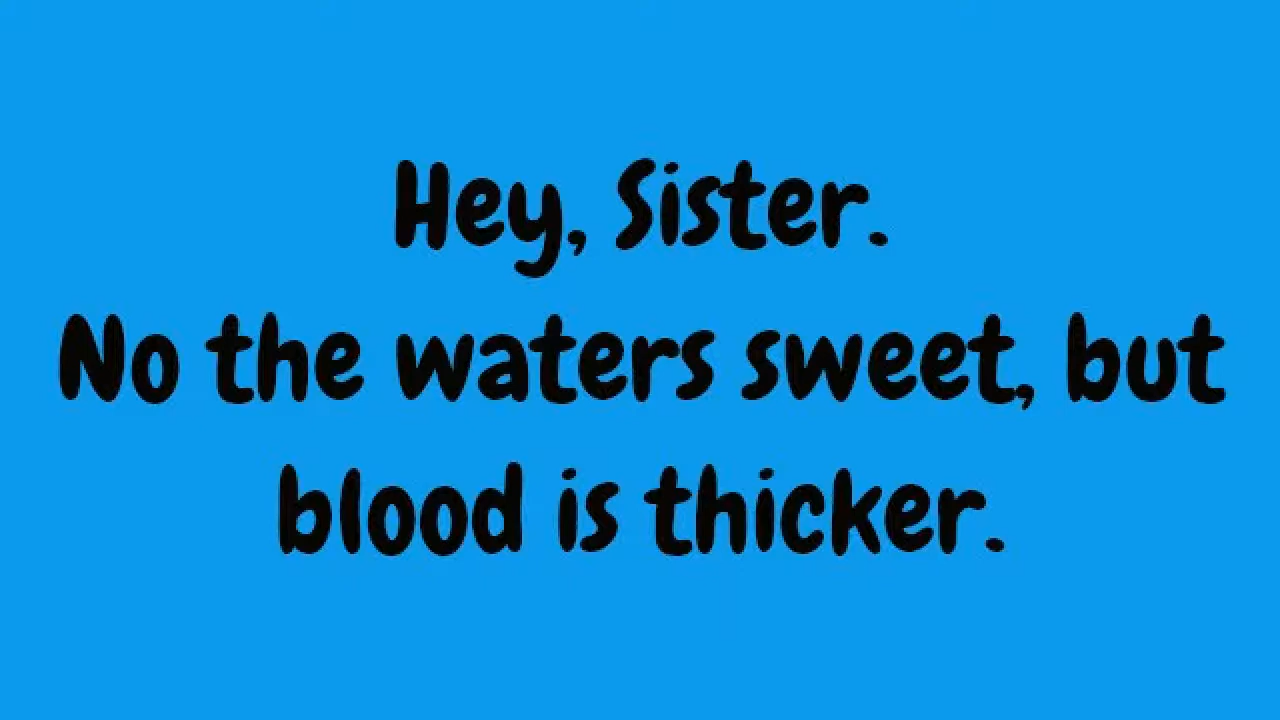 Hey, Sister.
No the waters sweet, but
blood is thicker.